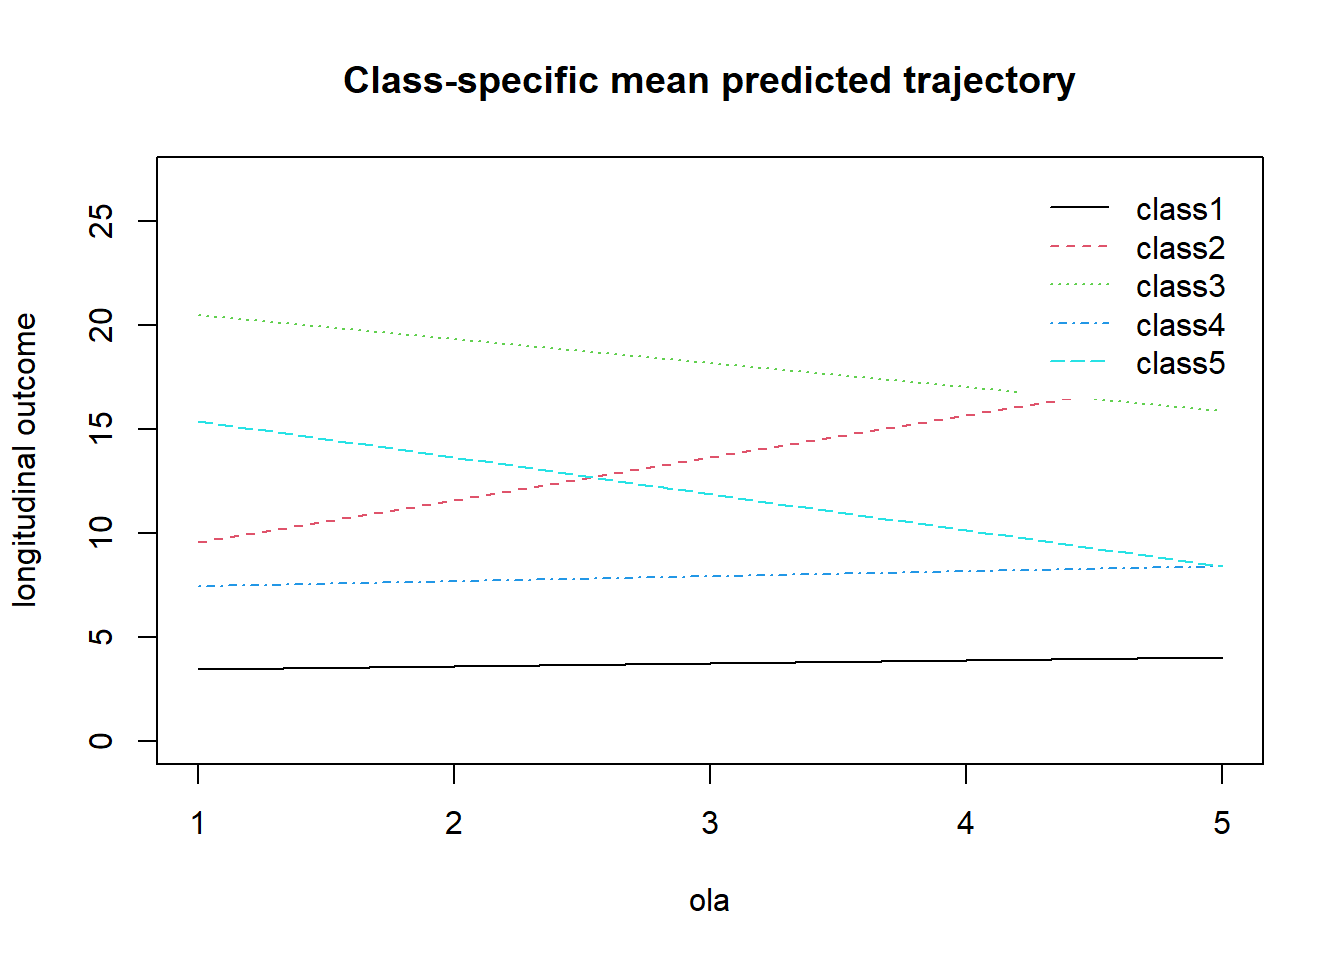 Class-specific mean predicted trajectory
longitudinal outcome
25
20
15
10
5
0
class1
class2
class3
class4
class5
1 2 3 4 5
ola